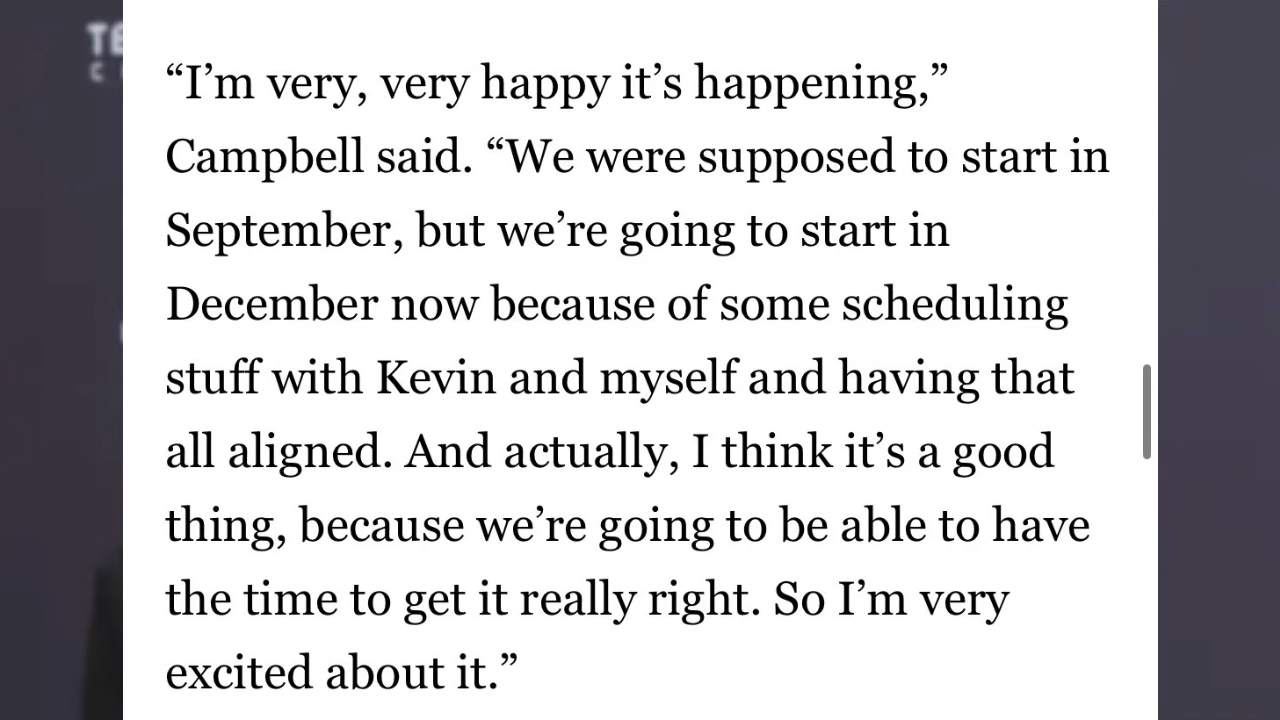 “I’m very, very happy it’s happening,”
Campbell said. “We were supposed to start in
September, but we’re going to start in
December now because of some scheduling
stuff with Kevin and myself and having that
all aligned. And actually, I think it’s a good
thing, because we’re going to be able to have
the time to get it really right. So I’m very
excited about it.”